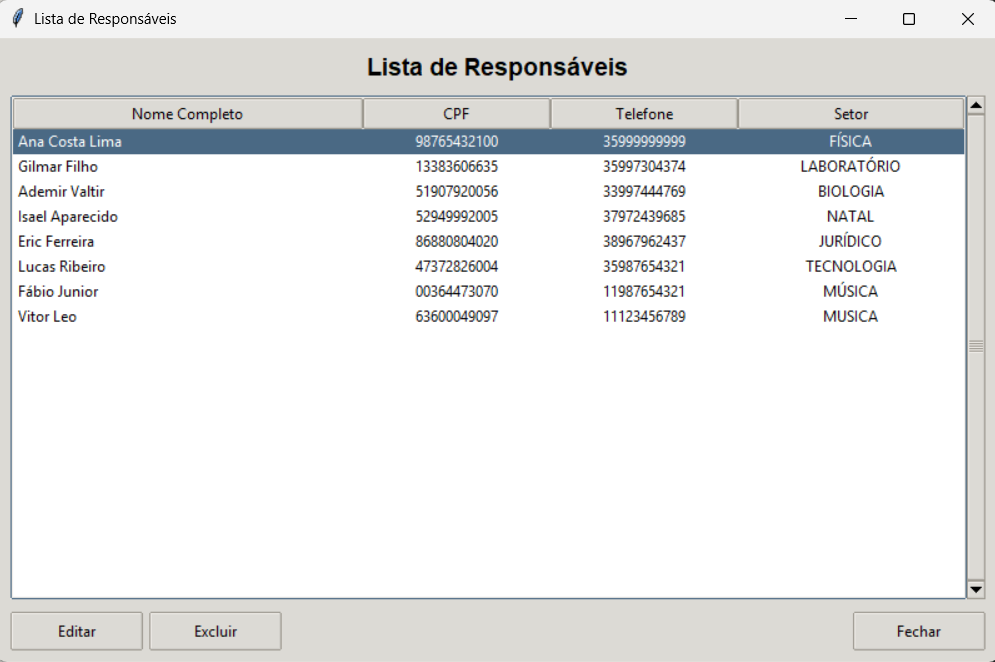 Lista de Responsáveis
Lista de Responsáveis
Nome Completo CPF Telefone Setor
Ana Costa Lima 98765432100 35999999999 FÍSICA
Gilmar Filho 13383606635 35997304374 LABORATÓRIO
Ademir Valtir 51907920056 33997444769 BIOLOGIA
Isael Aparecido 52949992005 37972439685 NATAL
Eric Ferreira 86880804020 38967962437 JURÍDICO
Lucas Ribeiro 47372826004 35987654321 TECNOLOGIA
Fábio Junior 00364473070 11987654321 MÚSICA
Vitor Leo 63600049097 11123456789 MUSICA
Editar Excluir Fechar